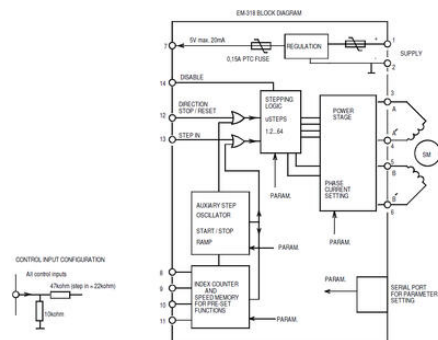 EM-318 BLOCK DIAGRAM
5V max. 20mA
0,15A PTC FUSE
REGULATION
+
-
SUPPLY
1
2
7
14
DISABLE
12
DIRECTION
STOP / RESET
13
STEP IN
STEPPING
LOGIC
uSTEPS
1.2...64
POWER
STAGE
PHASE
CURRENT
SETTING
3
A
A'
4
5
B
B'
6
SM
PARAM.
PARAM.
AUXIARY STEP
OSCILLATOR
START / STOP
RAMP
PARAM.
8
9
10
11
INDEX COUNTER
AND
SPEED MEMORY
FOR PRE-SET
FUNCTIONS
PARAM.
PARAM.
SERIAL PORT
FOR PARAMETER
SETTING
CONTROL INPUT CONFIGURATION
All control inputs
47kohm (step in = 22kohm)
10kohm